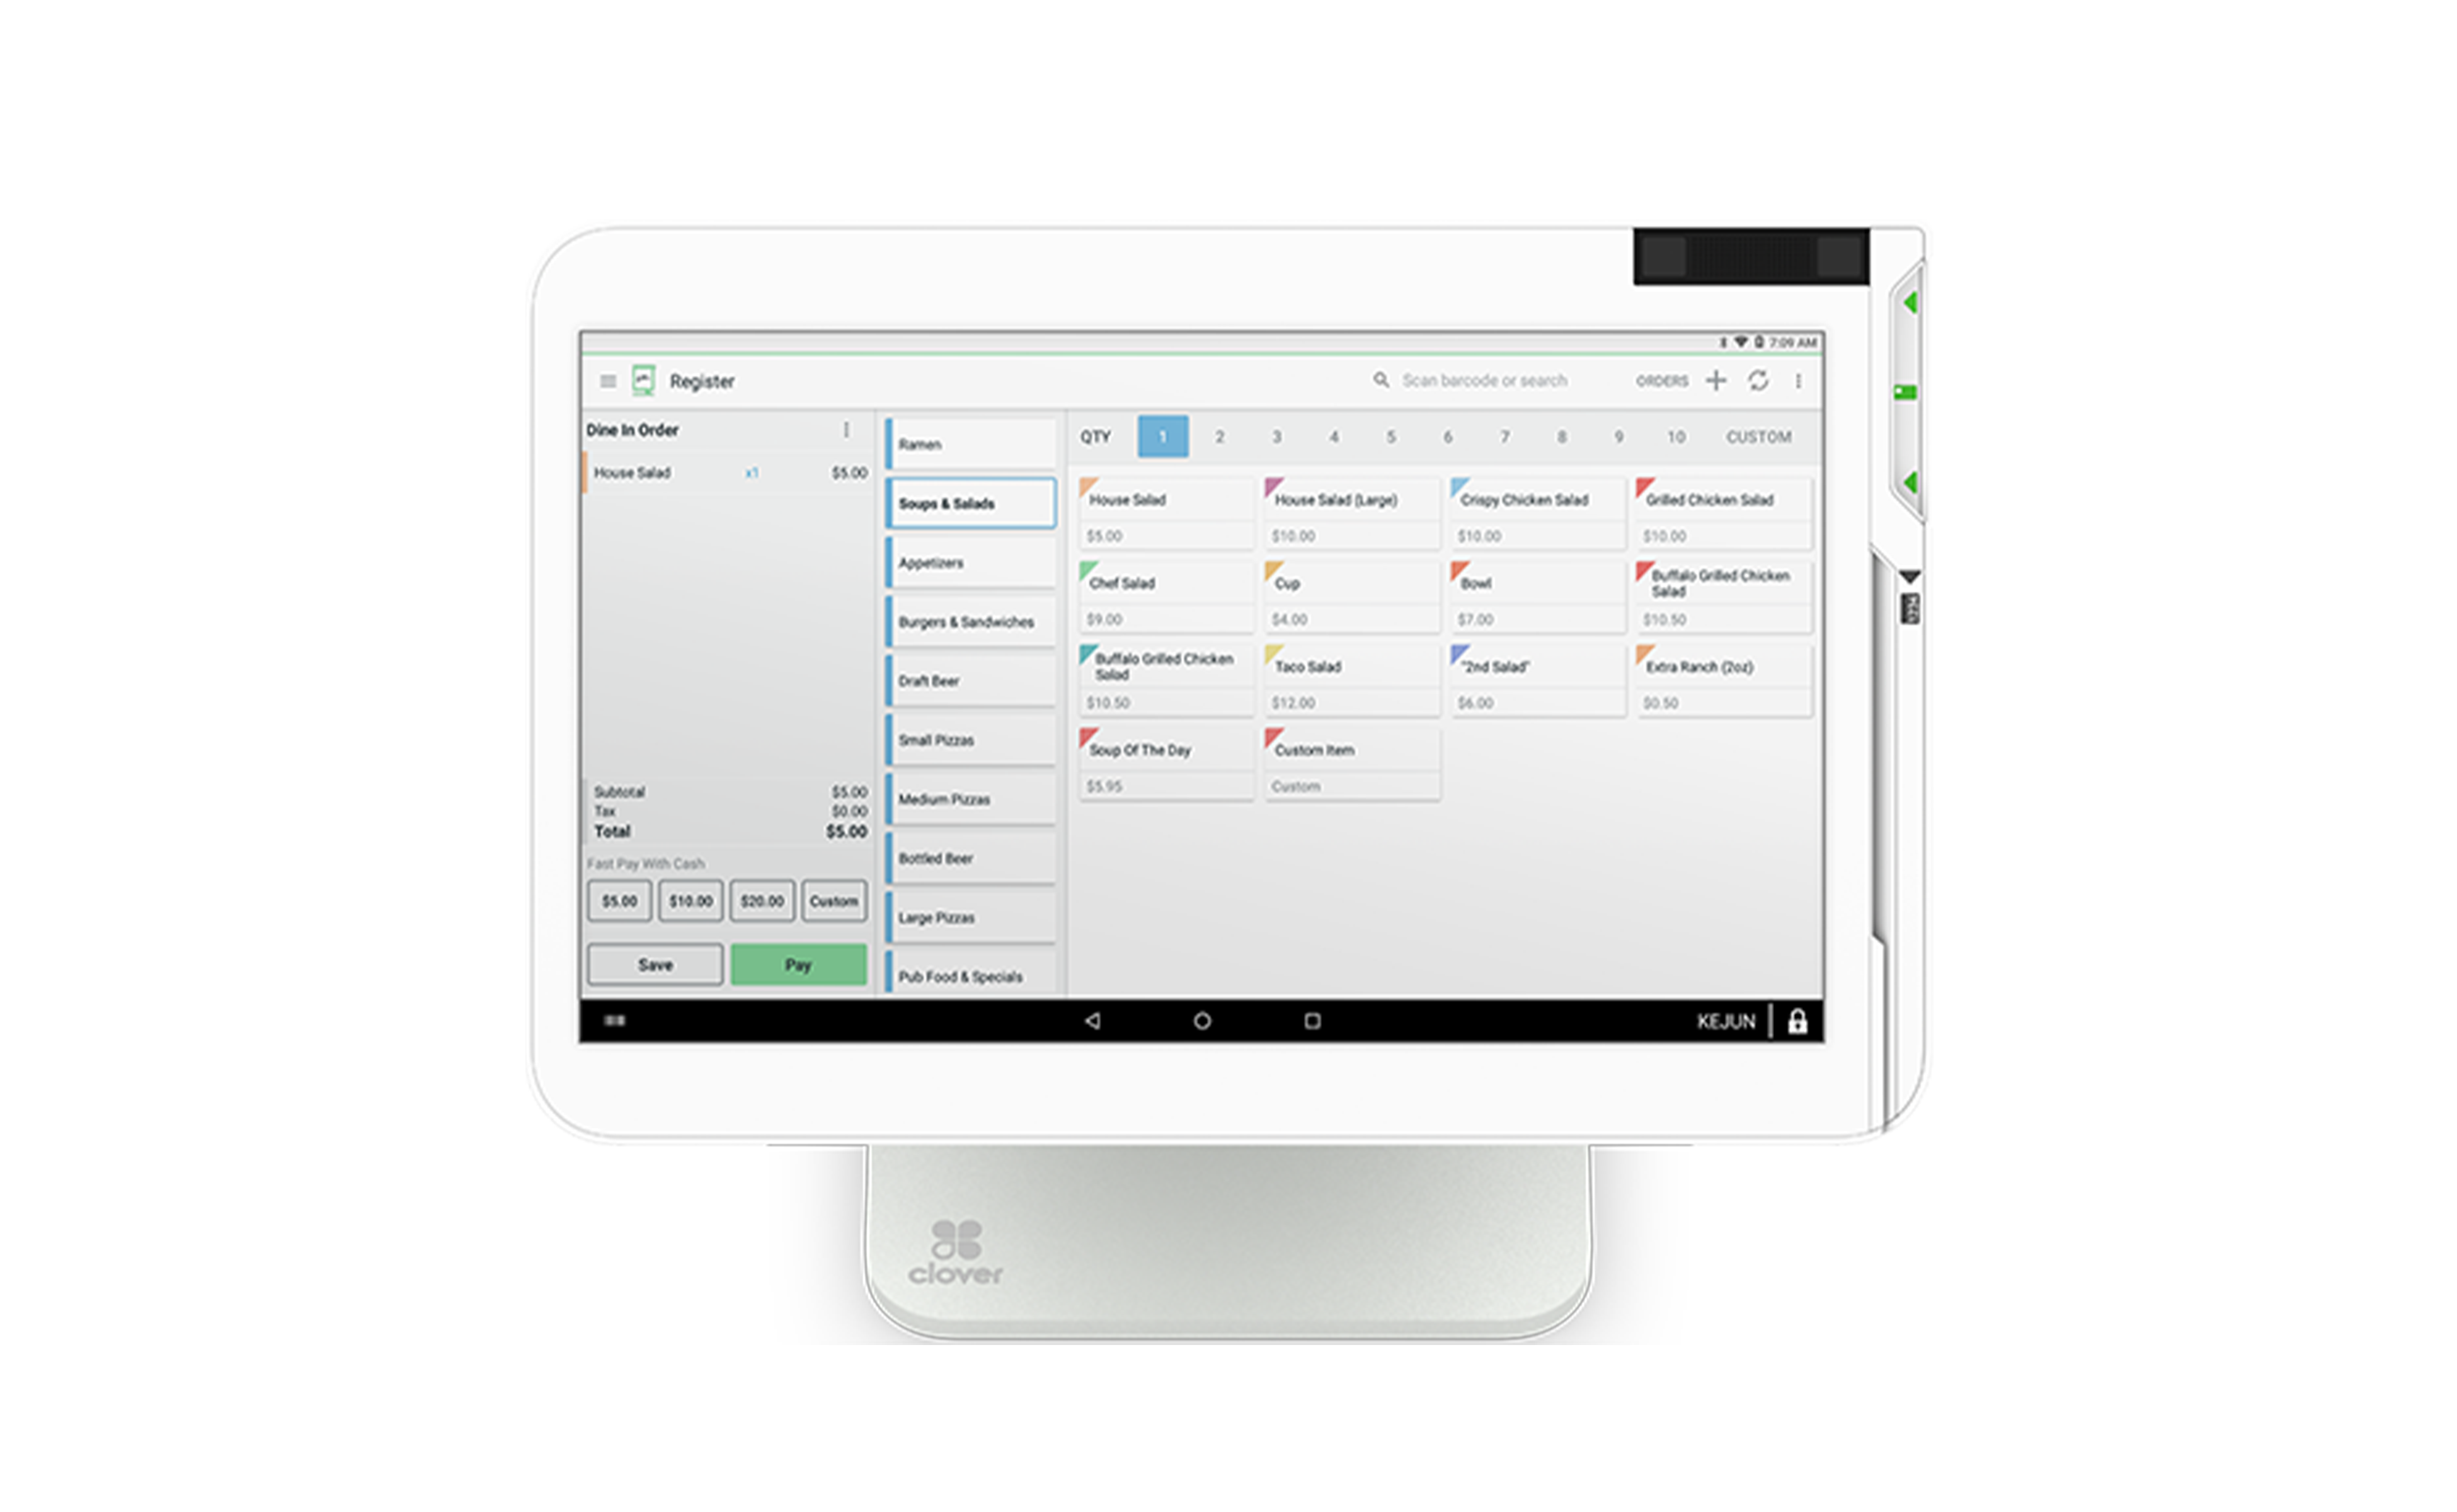 7:09 AM
Register
Scan barcode or search
ORDERS
Dine In Order
House Salad x1 $5.00
Subtotal $5.00
Tax $0.00
Total $5.00
Fast Pay With Cash
$5.00 $10.00 $20.00 Custom
Save Pay
Ramen
Soups & Salads
Appetizers
Burgers & Sandwiches
Draft Beer
Small Pizzas
Medium Pizzas
Bottled Beer
Large Pizzas
Pub Food & Specials
QTY 1 2 3 4 5 6 7 8 9 10 CUSTOM
House Salad
$5.00
House Salad (Large)
$10.00
Crispy Chicken Salad
$10.00
Grilled Chicken Salad
$10.00
Chef Salad
$9.00
Cup
$4.00
Bowl
$7.00
Buffalo Grilled Chicken
Salad
$10.50
Buffalo Grilled Chicken
Salad
$10.50
Taco Salad
$12.00
"2nd Salad"
$6.00
Extra Ranch (2oz)
$0.50
Soup Of The Day
$5.95
Custom Item
Custom
KEJUN
clover